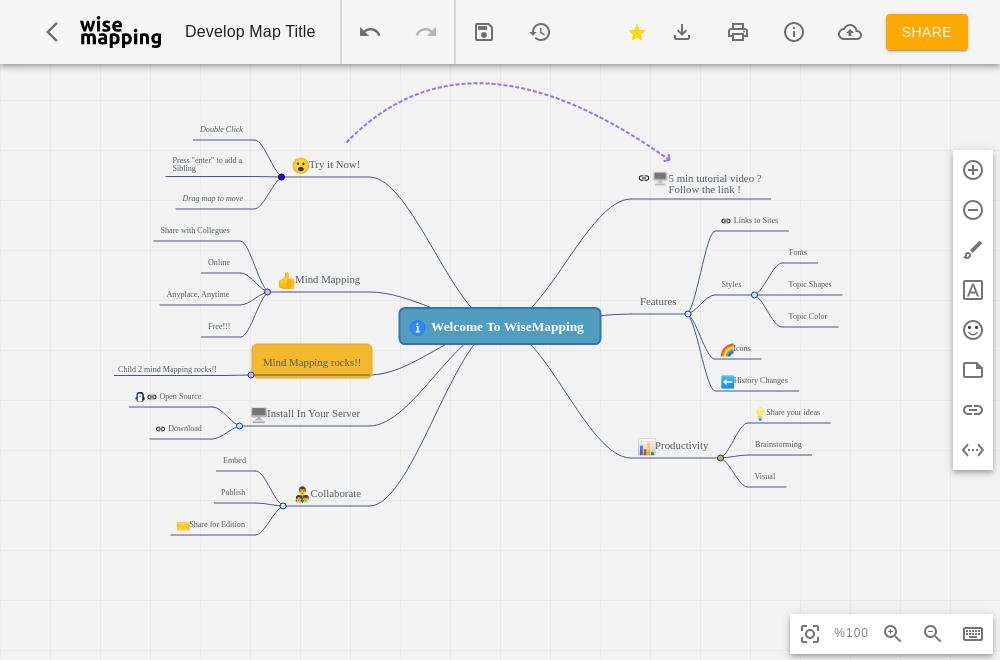 wise
mapping
Develop Map Title
SHARE
Double Click
Press "enter" to add a
Sibling
Drag map to move
Try it Now!
Share with Collegues
Online
Anyplace, Anytime
Free!!!
Mind Mapping
Child 2 mind Mapping rocks!!
Mind Mapping rocks!!
Open Source
Download
Install In Your Server
Embed
Publish
Share for Edition
Collaborate
Welcome To WiseMapping
5 min tutorial video ?
Follow the link !
Features
Links to Sites
Styles
Fonts
Topic Shapes
Topic Color
Icons
History Changes
Productivity
Share your ideas
Brainstorming
Visual
%100